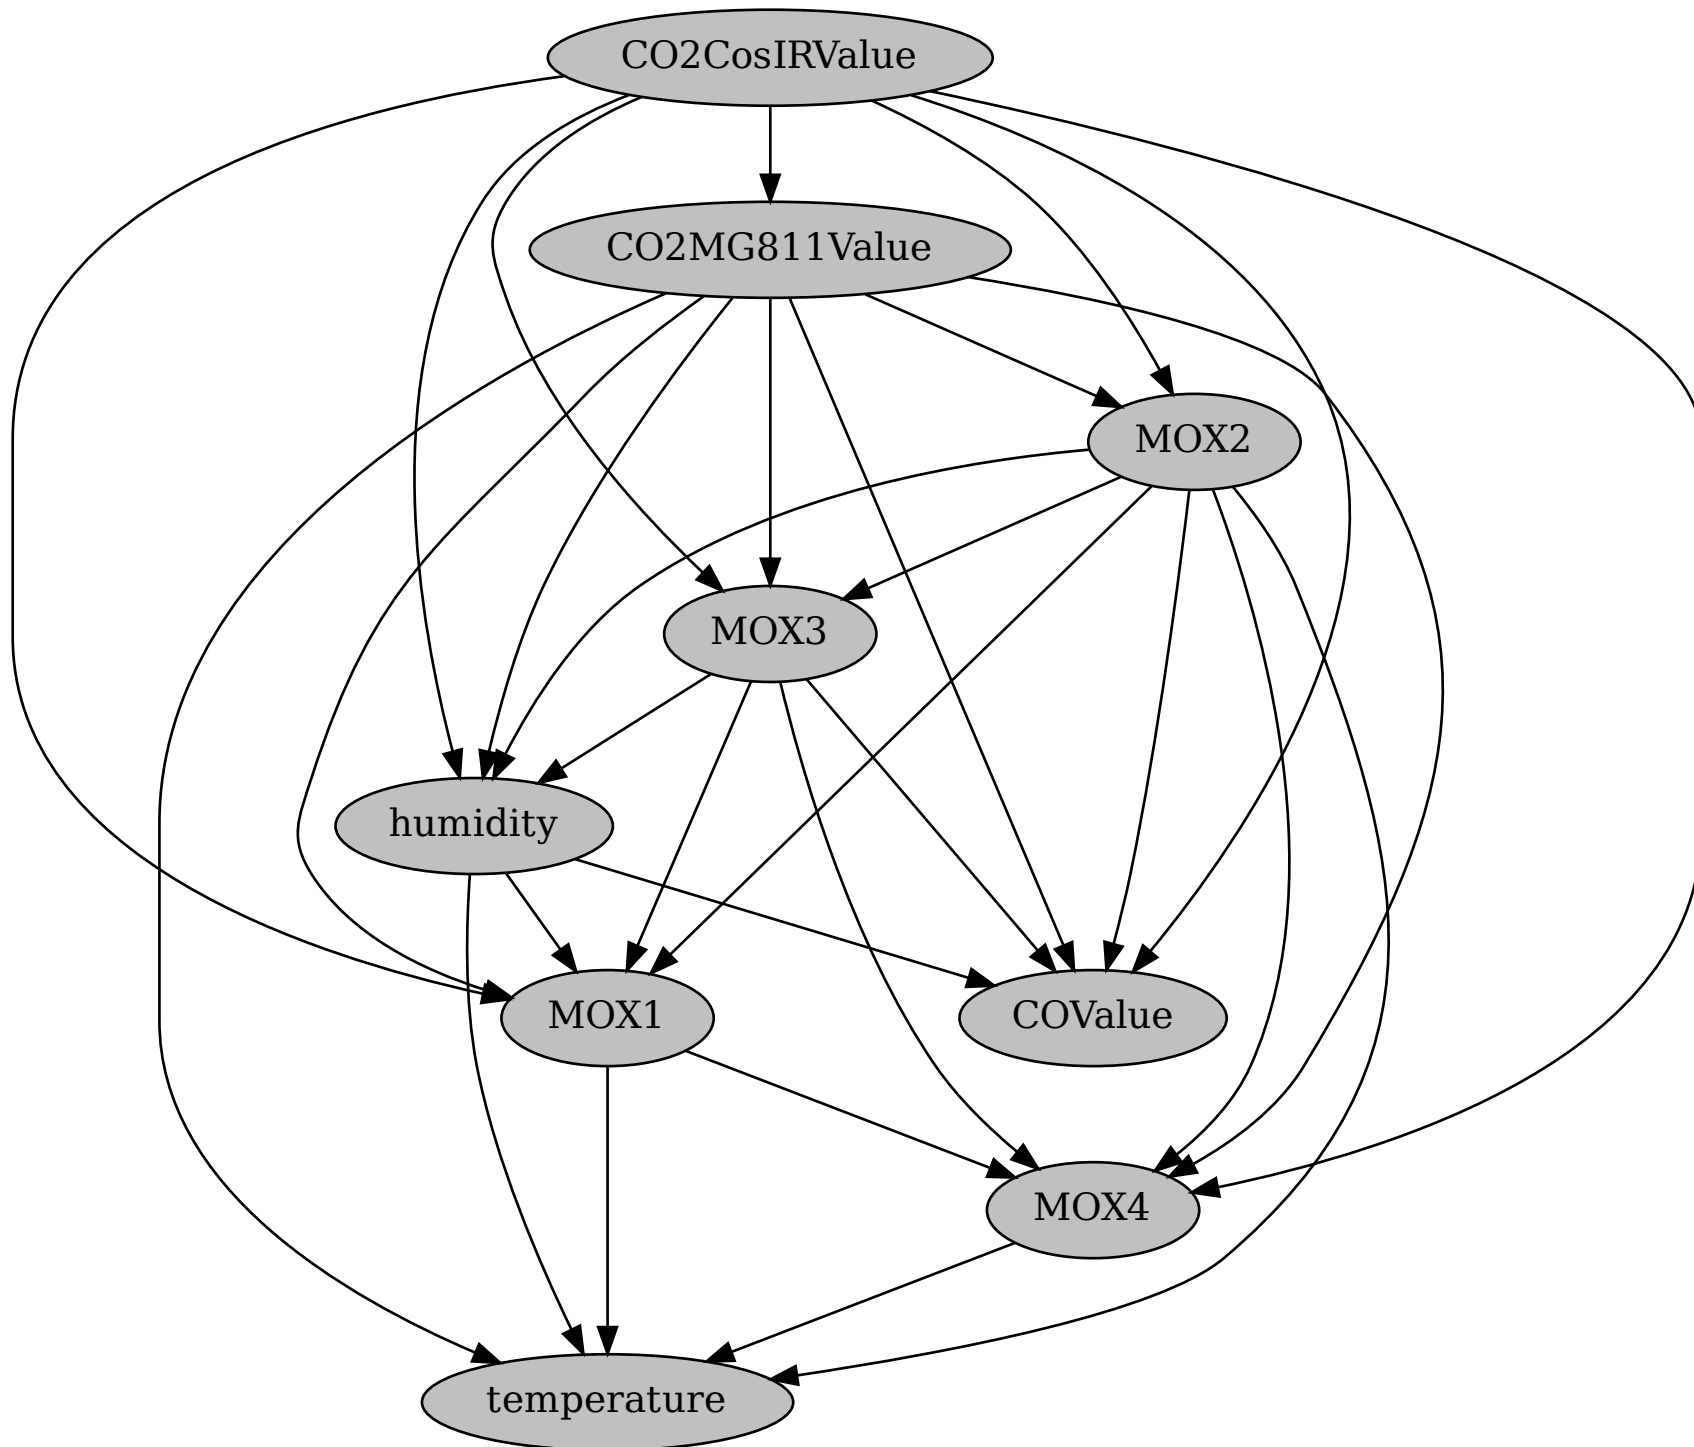 CO2CosIRValue
CO2MG811Value
MOX2
MOX3
humidity
MOX1
COValue
MOX4
temperature